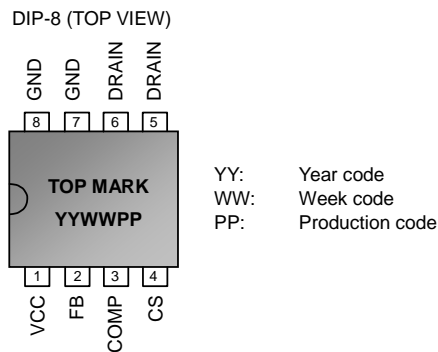 DIP-8 (TOP VIEW)
GND GND DRAIN DRAIN
8 7 6 5
TOP MARK
YYWWPP
YY: Year code
WW: Week code
PP: Production code
1 2 3 4
VCC FB COMP CS